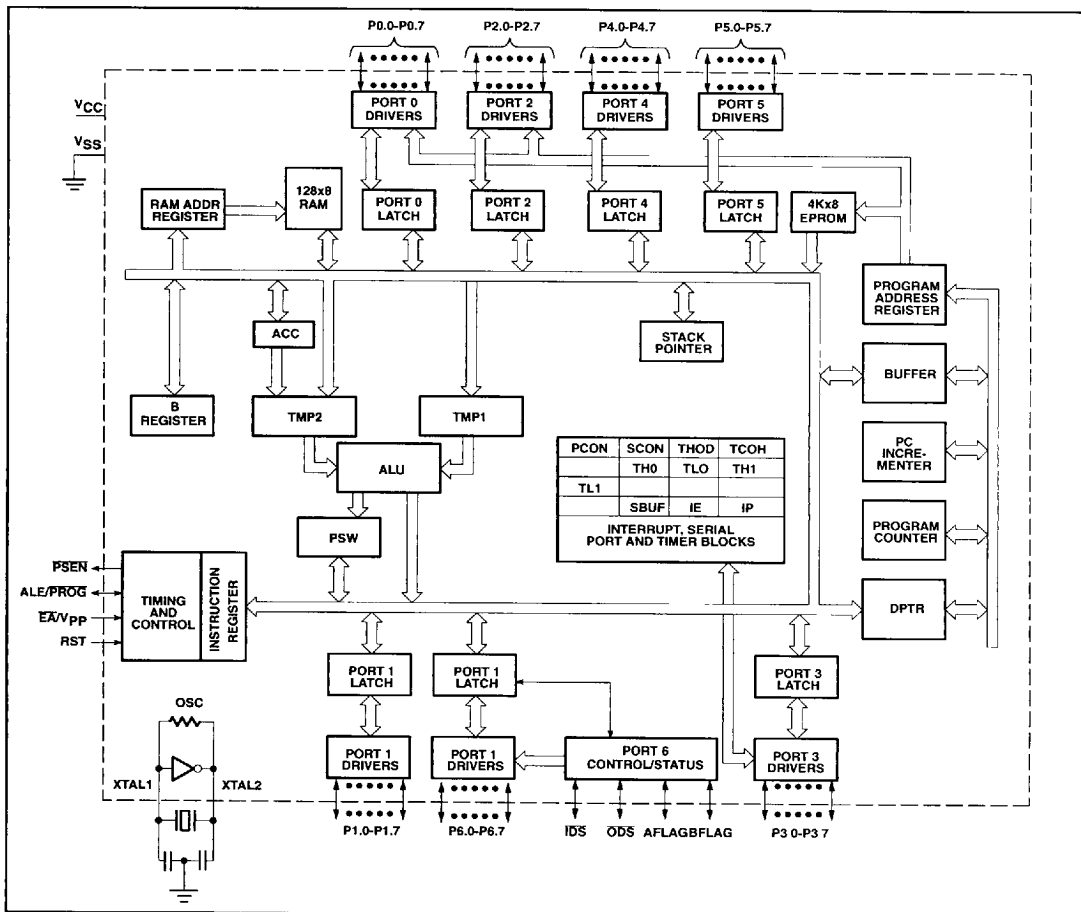 P0.0-P0.7 P2.0-P2.7 P4.0-P4.7 P5.0-P5.7
VCC
VSS
PORT 0
DRIVERS
PORT 2
DRIVERS
PORT 4
DRIVERS
PORT 5
DRIVERS
RAM ADDR
REGISTER
128x8
RAM
PORT 0
LATCH
PORT 2
LATCH
PORT 4
LATCH
PORT 5
LATCH
4Kx8
EPROM
PROGRAM
ADDRESS
REGISTER
ACC
STACK
POINTER
BUFFER
B
REGISTER
TMP2
TMP1
ALU
PCON SCON THOD TCOH
TH0 TLO TH1
TL1
SBUF IE IP
INTERRUPT, SERIAL
PORT AND TIMER BLOCKS
PC
INCRE-
MENTER
PSW
PROGRAM
COUNTER
PSEN
ALE/PROG
EA/VPP
RST
TIMING
AND
CONTROL
INSTRUCTION
REGISTER
DPTR
PORT 1
LATCH
PORT 1
LATCH
PORT 3
LATCH
OSC
XTAL1
XTAL2
PORT 1
DRIVERS
PORT 1
DRIVERS
PORT 6
CONTROL/STATUS
PORT 3
DRIVERS
P1.0-P1.7 P6.0-P6.7 IDS ODS AFLAGBFLAG P3 0-P3 7